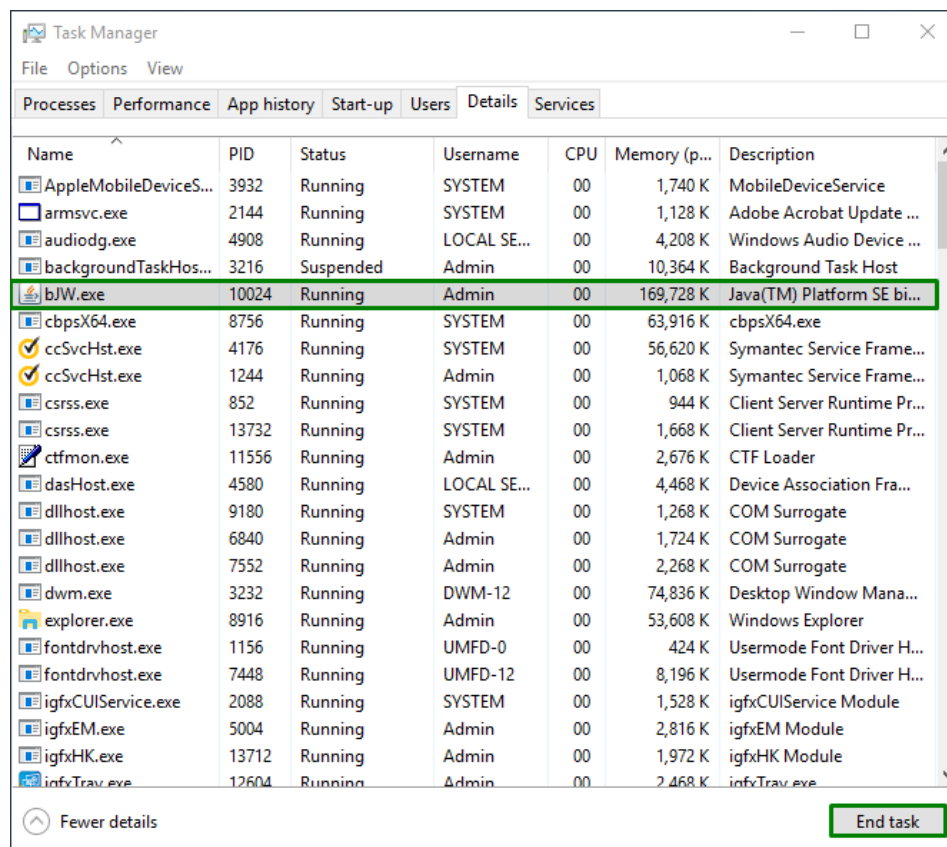 Task Manager
File Options View
Processes Performance App history Start-up Users Details Services
Name PID Status Username CPU Memory (p... Description
AppleMobileDeviceS... 3932 Running SYSTEM 00 1,740 K MobileDeviceService
armsvc.exe 2144 Running SYSTEM 00 1,128 K Adobe Acrobat Update ...
audiodg.exe 4908 Running LOCAL SE... 00 4,208 K Windows Audio Device ...
backgroundTaskHos... 3216 Suspended Admin 00 10,364 K Background Task Host
bJW.exe 10024 Running Admin 00 169,728 K Java(TM) Platform SE bi...
cbpsX64.exe 8756 Running SYSTEM 00 63,916 K cbpsX64.exe
ccSvcHst.exe 4176 Running SYSTEM 00 56,620 K Symantec Service Frame...
ccSvcHst.exe 1244 Running Admin 00 1,068 K Symantec Service Frame...
csrss.exe 852 Running SYSTEM 00 944 K Client Server Runtime Pr...
csrss.exe 13732 Running SYSTEM 00 1,668 K Client Server Runtime Pr...
ctfmon.exe 11556 Running Admin 00 2,676 K CTF Loader
dasHost.exe 4580 Running LOCAL SE... 00 4,468 K Device Association Fra...
dllhost.exe 9180 Running SYSTEM 00 1,268 K COM Surrogate
dllhost.exe 6840 Running Admin 00 1,724 K COM Surrogate
dllhost.exe 7552 Running Admin 00 2,268 K COM Surrogate
dwm.exe 3232 Running DWM-12 00 74,836 K Desktop Window Mana...
explorer.exe 8916 Running Admin 00 53,608 K Windows Explorer
fontdrvhost.exe 1156 Running UMFD-0 00 424 K Usermode Font Driver H...
fontdrvhost.exe 7448 Running UMFD-12 00 8,196 K Usermode Font Driver H...
igfxCUIService.exe 2088 Running SYSTEM 00 1,528 K igfxCUIService Module
igfxEM.exe 5004 Running Admin 00 2,816 K igfxEM Module
igfxHK.exe 13712 Running Admin 00 1,972 K igfxHK Module
igfxTray.exe 12604 Running Admin 00 2,468 K igfxTray.exe
Fewer details End task